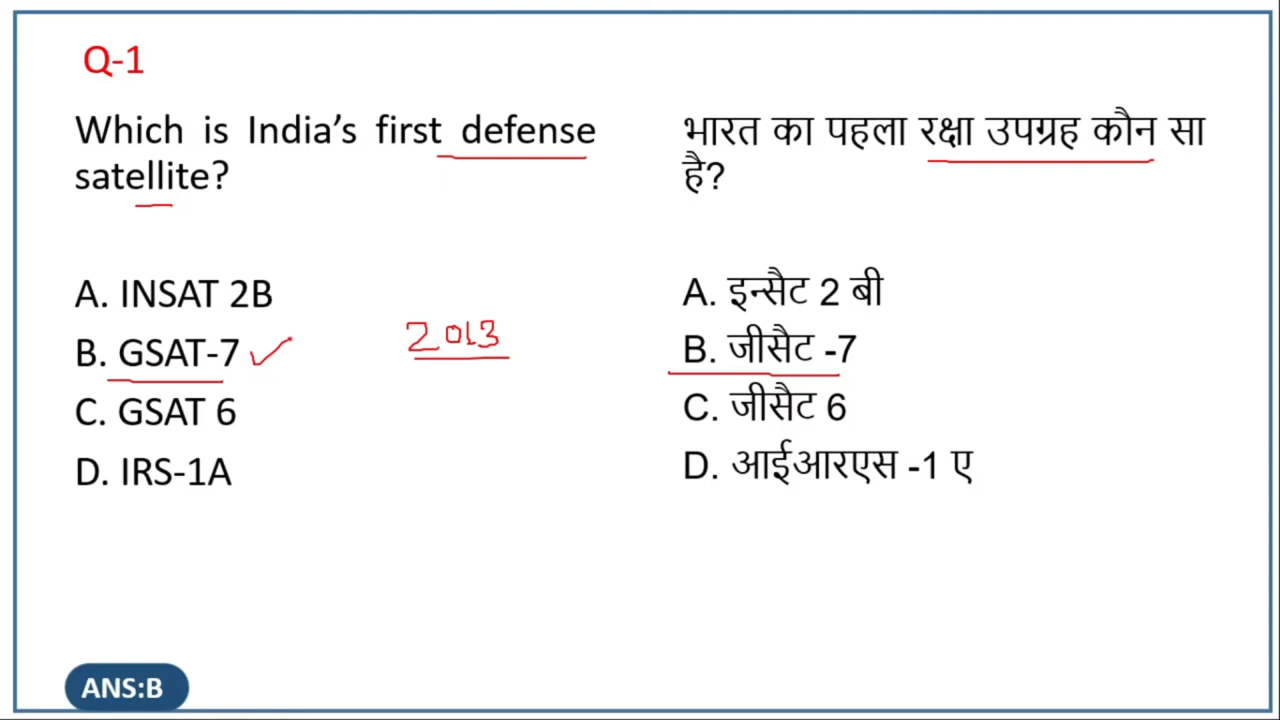 Q-1
Which is India’s first defense
satellite?
A. INSAT 2B
B. GSAT-7
2013
C. GSAT 6
D. IRS-1A
भारत का पहला रक्षा उपग्रह कौन सा
है?
A. इन्सैट 2 बी
B. जीसैट -7
C. जीसैट 6
D. आईआरएस -1 ए
ANS:B